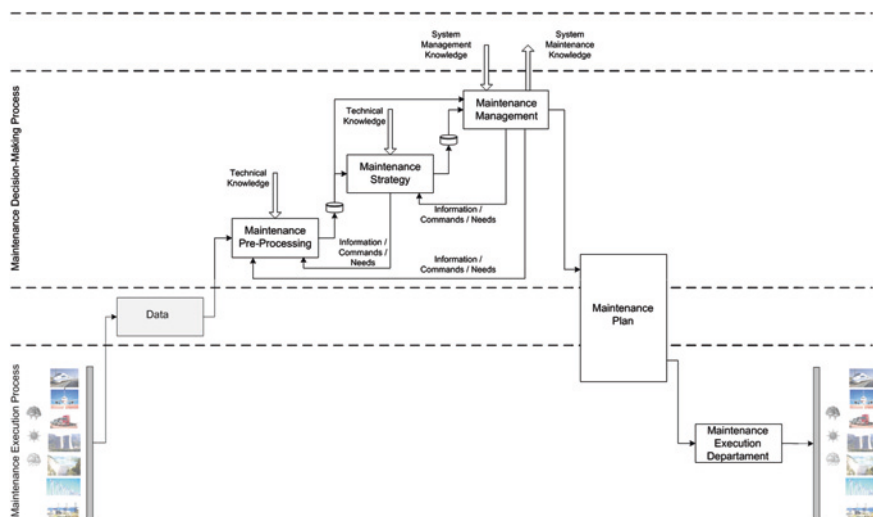 System
Management
Knowledge
System
Maintenance
Knowledge
Maintenance Decision-Making Process
Technical
Knowledge
Maintenance
Management
Technical
Knowledge
Maintenance
Strategy
Maintenance
Pre-Processing
Information /
Commands / Needs
Information /
Commands /
Needs
Information /
Commands / Needs
Data
Maintenance
Plan
Maintenance Execution Process
Maintenance
Execution
Departament